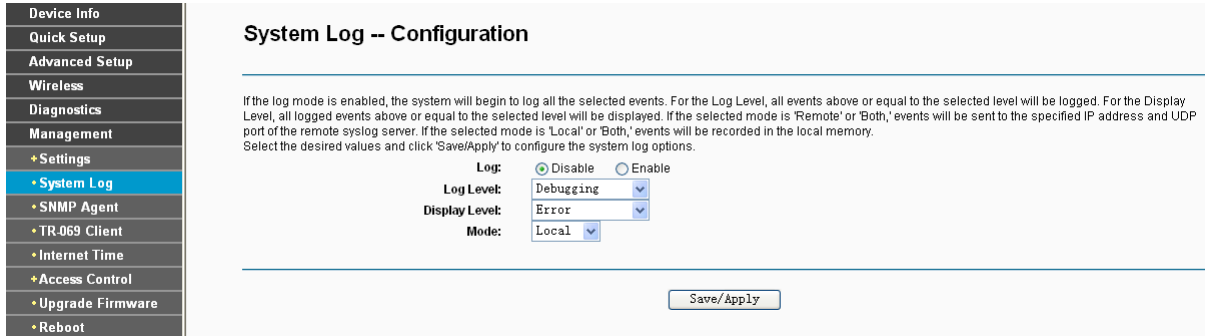 Device Info
Quick Setup
Advanced Setup
Wireless
Diagnostics
Management
+Settings
•System Log
•SNMP Agent
•TR-069 Client
•Internet Time
+Access Control
•Upgrade Firmware
•Reboot
System Log -- Configuration
If the log mode is enabled, the system will begin to log all the selected events. For the Log Level, all events above or equal to the selected level will be logged. For the Display
Level, all logged events above or equal to the selected level will be displayed. If the selected mode is 'Remote' or 'Both,' events will be sent to the specified IP address and UDP
port of the remote syslog server. If the selected mode is 'Local' or 'Both,' events will be recorded in the local memory.
Select the desired values and click 'Save/Apply' to configure the system log options.
Log: Disable Enable
Log Level: Debugging
Display Level: Error
Mode: Local
Save/Apply